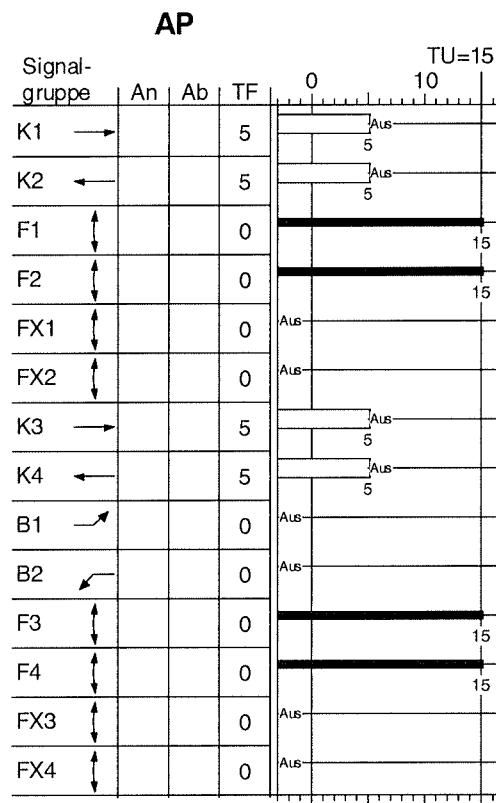 AP
TU=15
Signal-
gruppe An Ab TF 0 10
K1 5 Aus
5
K2 5 Aus
5
F1 0
15
F2 0
15
FX1 0 Aus
FX2 0 Aus
K3 5 Aus
5
K4 5 Aus
5
B1 0 Aus
B2 0 Aus
F3 0
15
F4 0
15
FX3 0 Aus
FX4 0 Aus